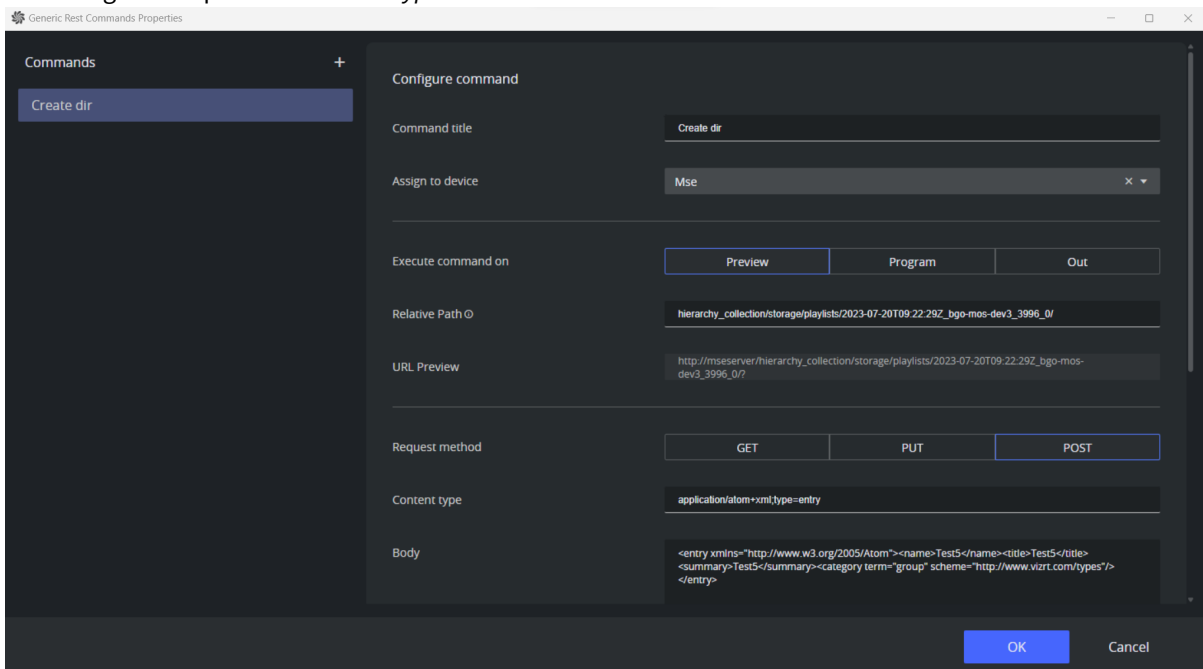 Generic Rest Commands Properties
Commands +
Create dir
Configure command
Command title
Create dir
Assign to device
Mse
Execute command on
Preview Program Out
Relative Path
hierarchy_collection/storage/playlists/2023-07-20T09:22:29Z_bgo-mos-dev3_3996_0/
URL Preview
http://mseserver/hierarchy_collection/storage/playlists/2023-07-20T09:22:29Z_bgo-mos-
dev3_3996_0/?
Request method
GET PUT POST
Content type
application/atom+xml;type=entry
Body
<entry xmlns="http://www.w3.org/2005/Atom"><name>Test5</name><title>Test5</title>
<summary>Test5</summary><category term="group" scheme="http://www.vizrt.com/types"/>
</entry>
OK Cancel